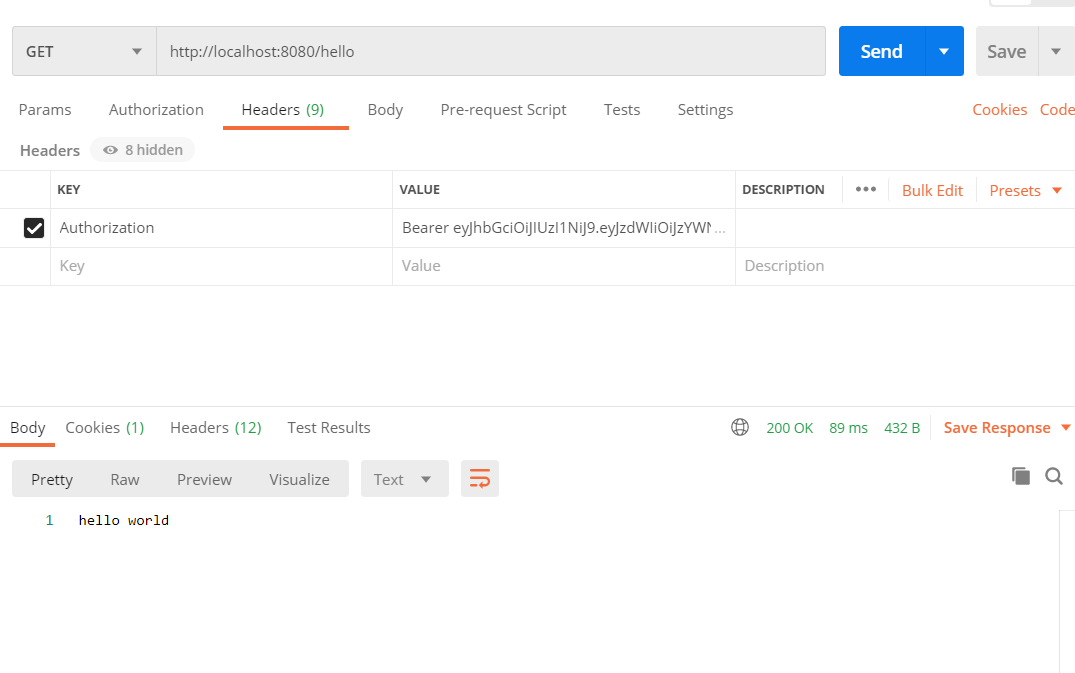 GET http://localhost:8080/hello Send Save
Params Authorization Headers (9) Body Pre-request Script Tests Settings Cookies Code
Headers 8 hidden
KEY VALUE DESCRIPTION ••• Bulk Edit Presets
Authorization Bearer eyJhbGciOiJIUzI1NiJ9.eyJzdWIiOiJzYW...
Key Value Description
Body Cookies (1) Headers (12) Test Results 200 OK 89 ms 432 B Save Response
Pretty Raw Preview Visualize Text
1 hello world